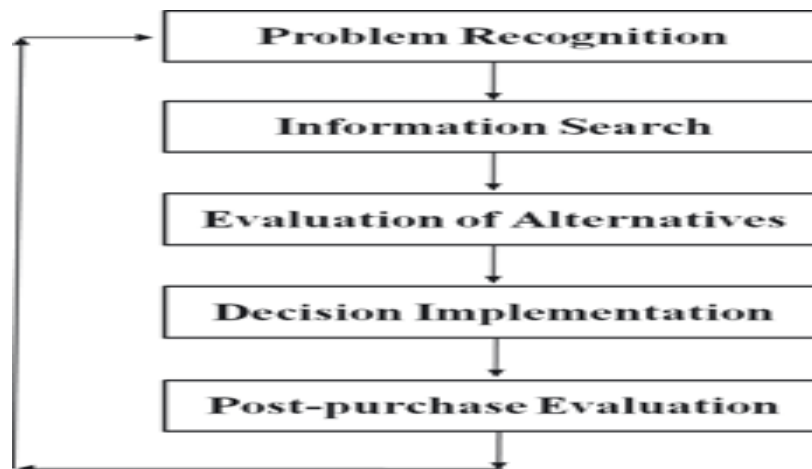 Problem Recognition
Information Search
Evaluation of Alternatives
Decision Implementation
Post-purchase Evaluation